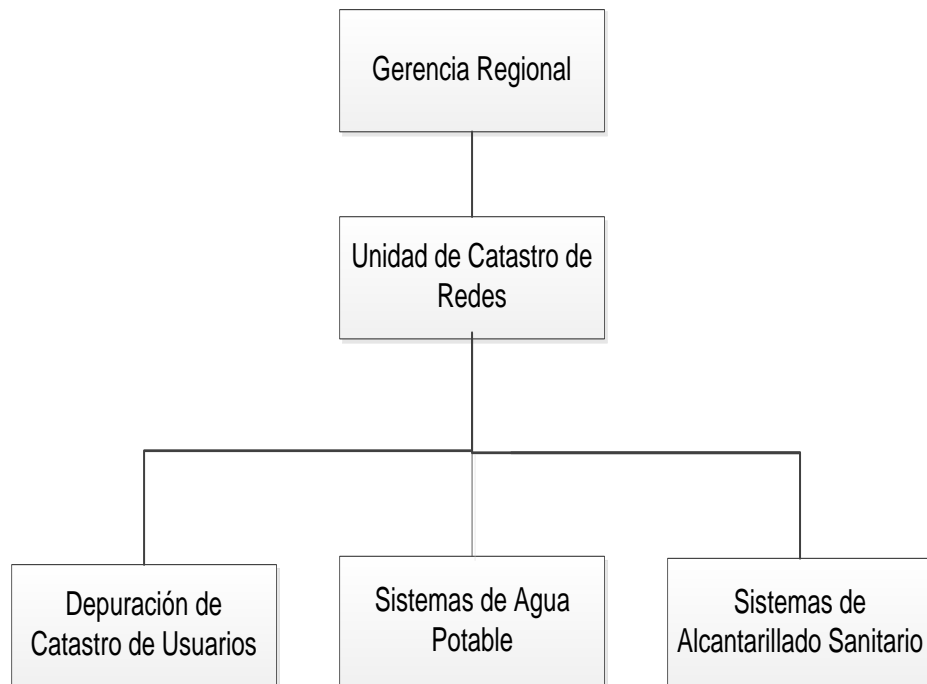 Gerencia Regional
Unidad de Catastro de
Redes
Depuración de
Catastro de Usuarios
Sistemas de Agua
Potable
Sistemas de
Alcantarillado Sanitario